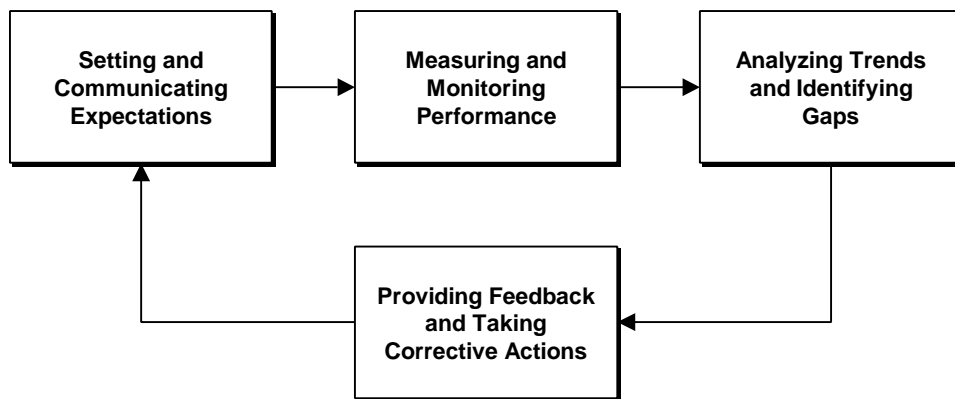 Setting and
Communicating
Expectations
Measuring and
Monitoring
Performance
Analyzing Trends
and Identifying
Gaps
Providing Feedback
and Taking
Corrective Actions